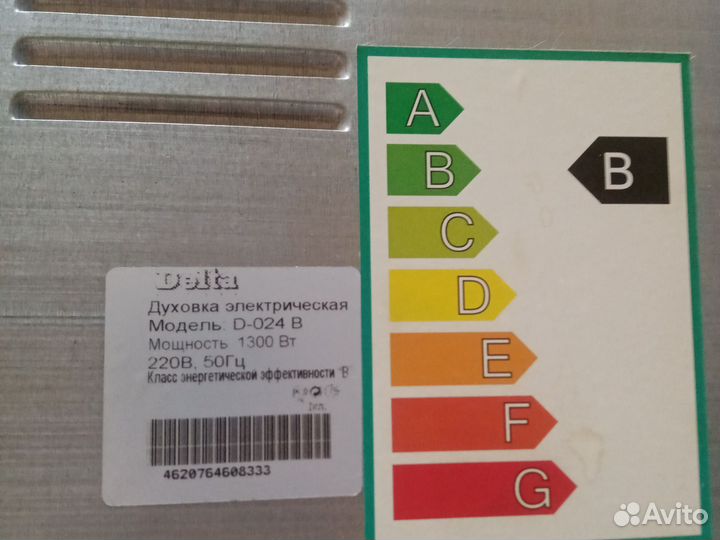 Delta
Духовка электрическая
Модель: D-024 В
Мощность 1300 Вт
220В, 50Гц
Класс энергетической эффективности "В"
4620764608333
A
B
C
D
E
F
G
B
Avito